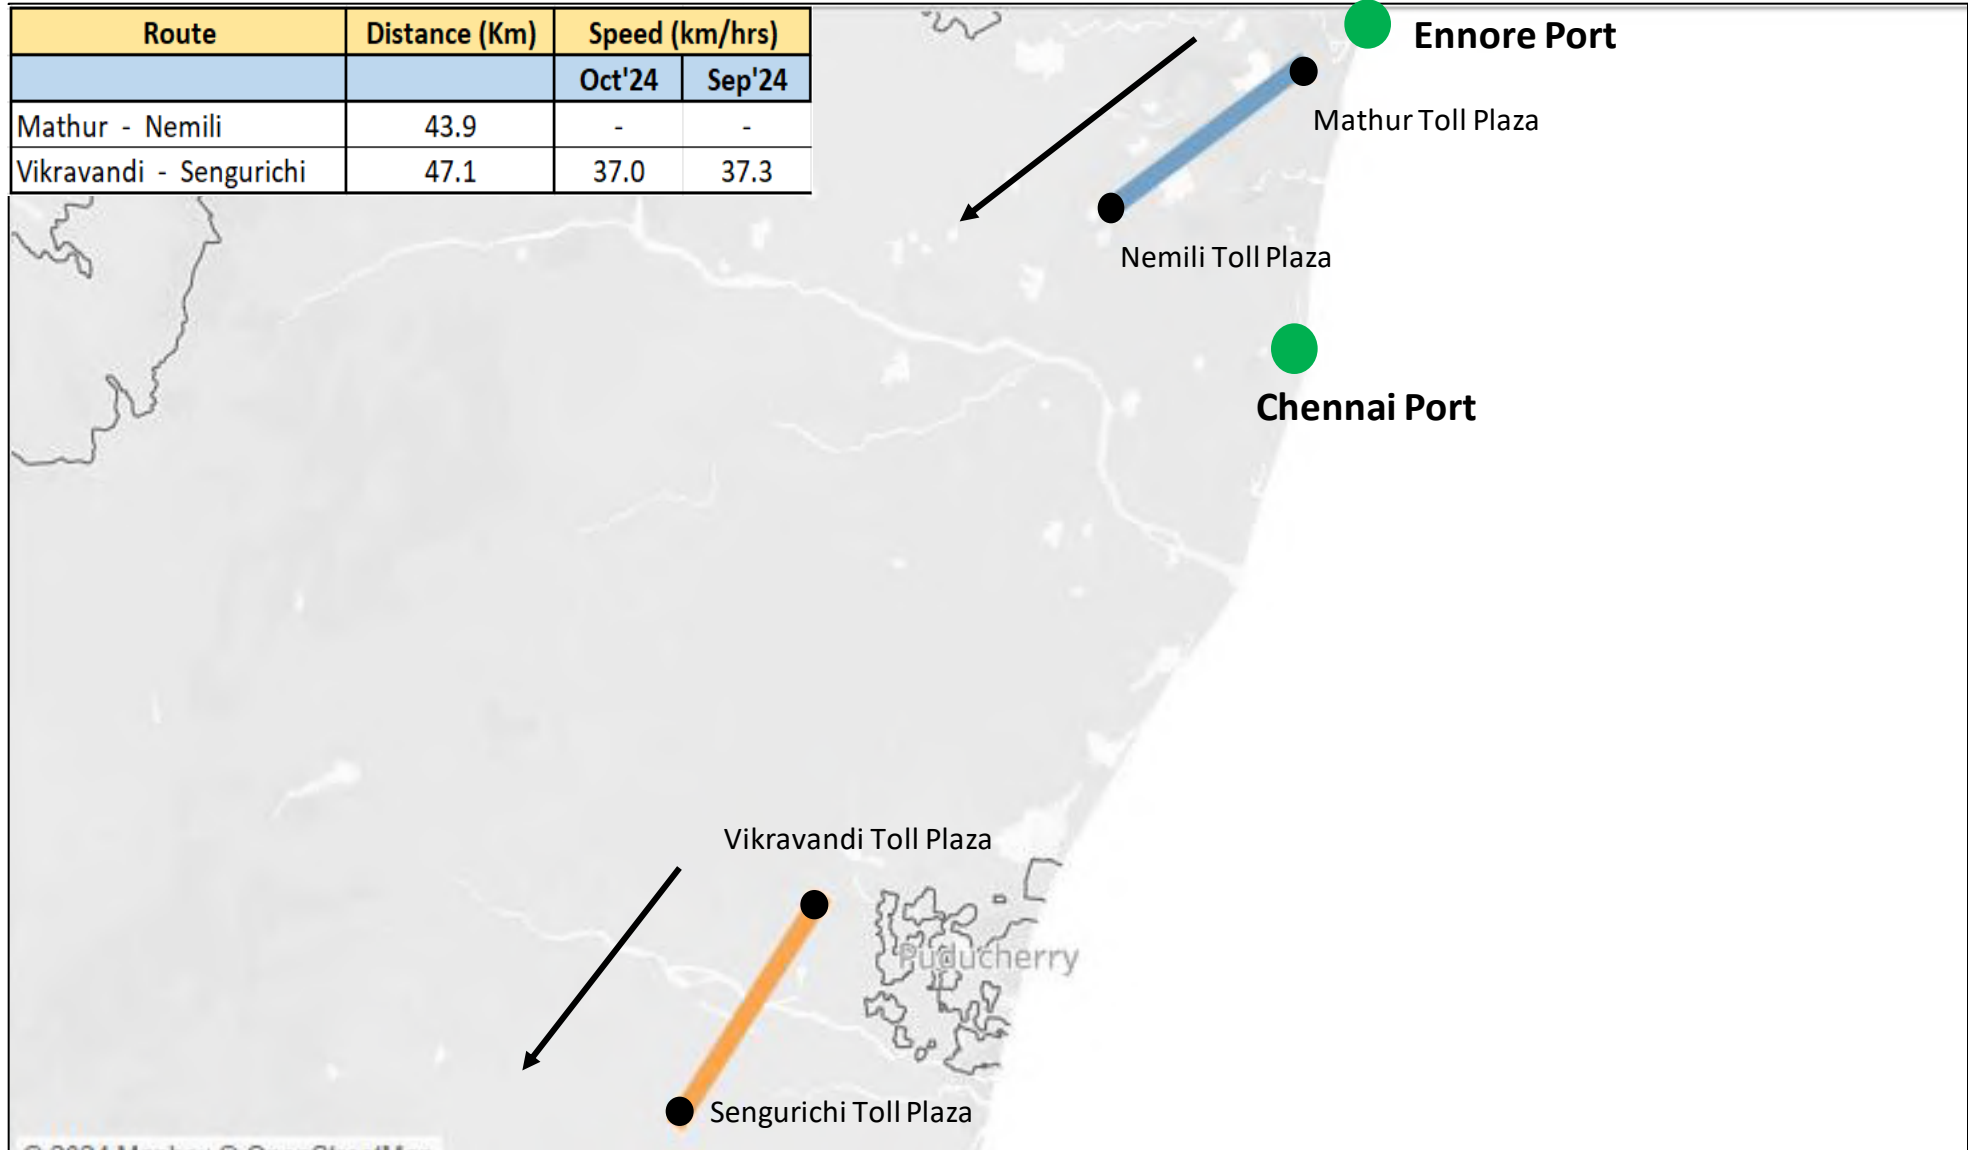 Route Distance (Km) Speed (km/hrs)
Oct'24 Sep'24
Mathur - Nemili 43.9 - -
Vikravandi - Sengurichi 47.1 37.0 37.3
Ennore Port
Mathur Toll Plaza
Nemili Toll Plaza
Chennai Port
Vikravandi Toll Plaza
Puducherry
Sengurichi Toll Plaza